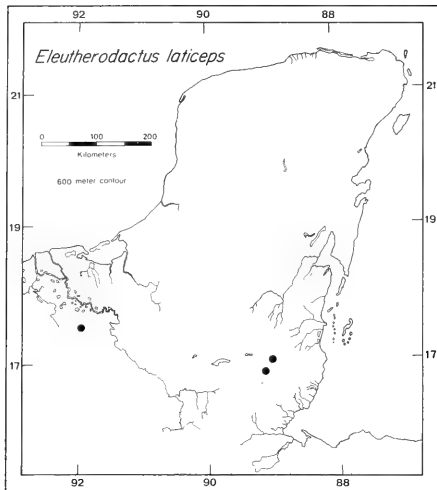 92 90 88
Eleutherodactus laticeps
21 21
0 100 200
Kilometers
600 meter contour
19 19
17 17
92 90 88